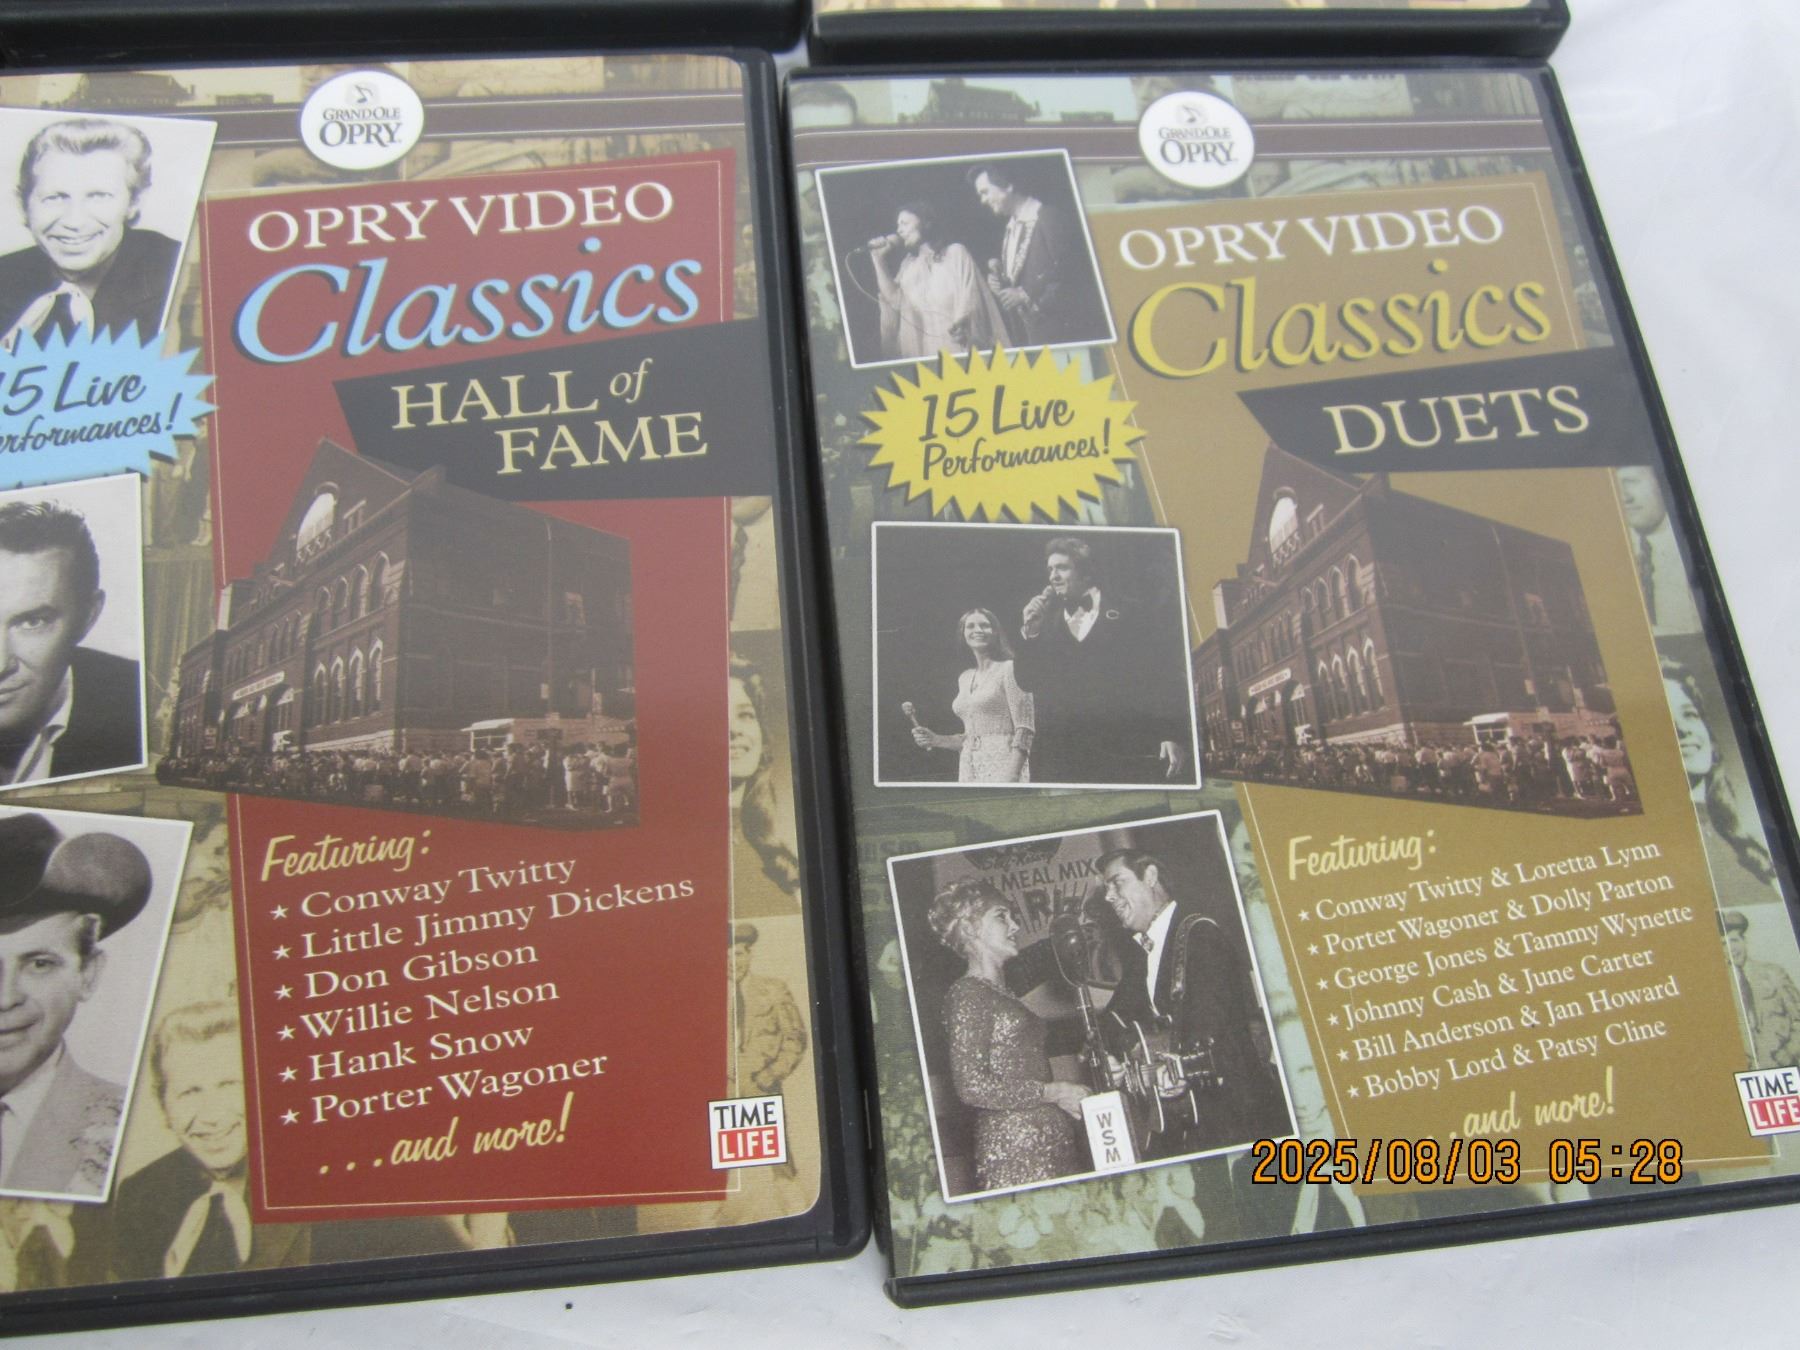 GRAND OLE
OPRY
OPRY VIDEO
Classics
HALL of
FAME
15 Live
Performances!
Featuring:
★ Conway Twitty
★ Little Jimmy Dickens
★ Don Gibson
★ Willie Nelson
★ Hank Snow
★ Porter Wagoner
...and more!
TIME
LIFE
GRAND OLE
OPRY
OPRY VIDEO
Classics
DUETS
15 Live
Performances!
MEAL MIX
WSM
Featuring:
★ Conway Twitty & Loretta Lynn
★ Porter Wagoner & Dolly Parton
★ George Jones & Tammy Wynette
★ Johnny Cash & June Carter
★ Bill Anderson & Jan Howard
★ Bobby Lord & Patsy Cline
...and more!
TIME
LIFE
2025/08/03 05:28